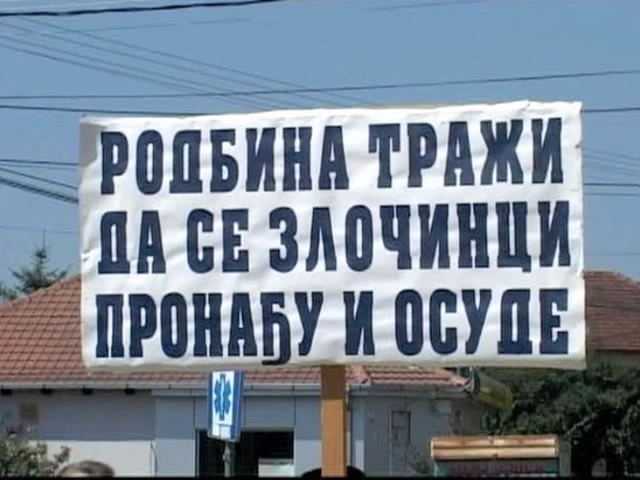 РОДБИНА ТРАЖИ
ДА СЕ ЗЛОЧИНЦИ
ПРОНАЂУ И ОСУДЕ